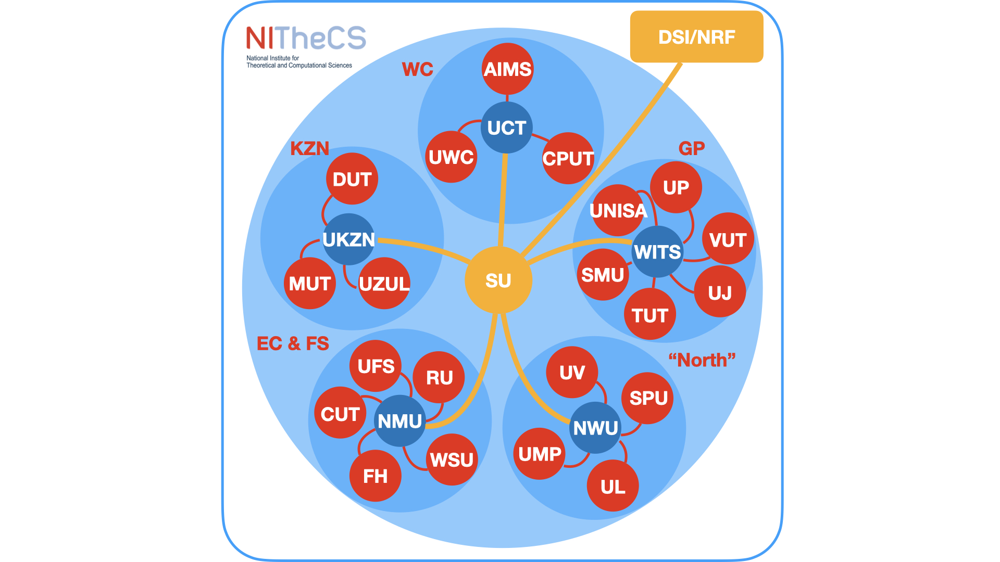 NITheCS
National Institute for
Theoretical and Computational Sciences
DSI/NRF
WC
AIMS
UCT
UWC
CPUT
KZN
DUT
UKZN
MUT
UZUL
GP
UP
UNISA
VUT
WITS
SMU
UJ
TUT
SU
EC & FS
UFS
RU
CUT
NMU
WSU
FH
“North”
UV
SPU
NWU
UMP
UL